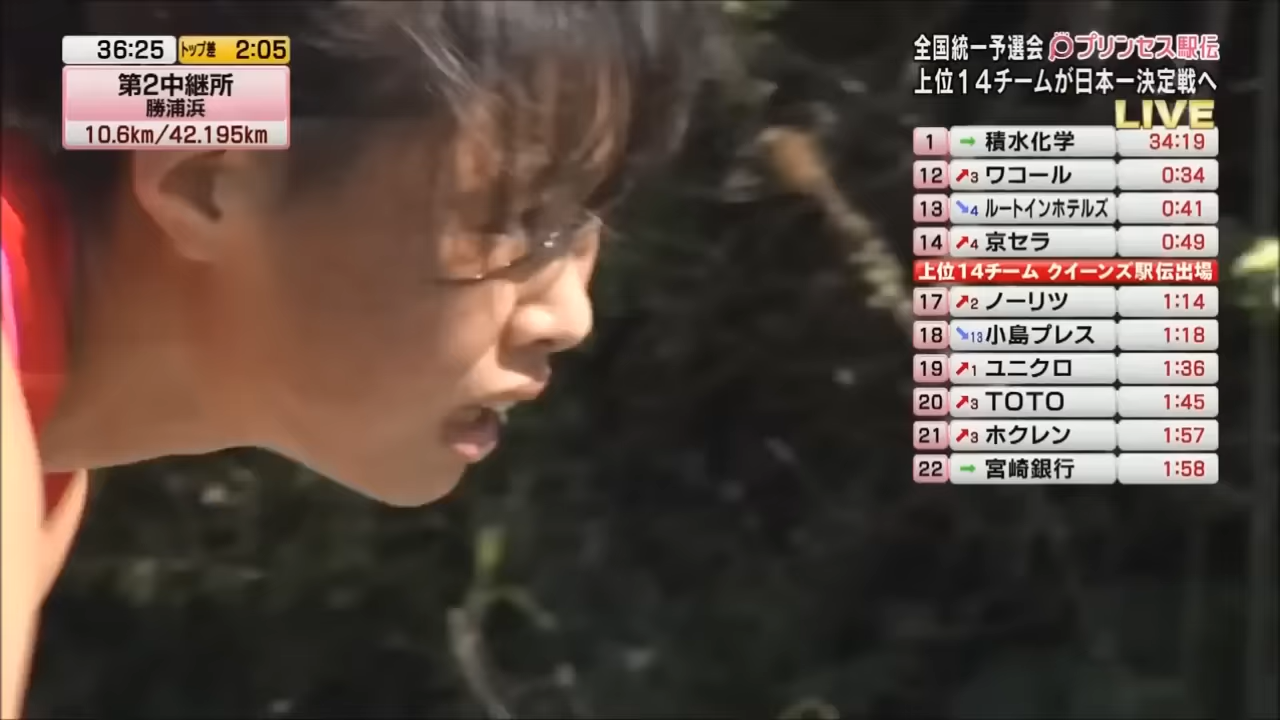 36:25 トップ差 2:05
第2中継所
勝浦浜
10.6km/42.195km
全国統一予選会 プリンセス駅伝
上位14チームが日本一決定戦へ
LIVE
1 → 積水化学 34:19
12 ↗3 ワコール 0:34
13 ↘4 ルートインホテルズ 0:41
14 ↗4 京セラ 0:49
上位14チーム クイーンズ駅伝出場
17 ↗2 ノーリツ 1:14
18 ↘13 小島プレス 1:18
19 ↗1 ユニクロ 1:36
20 ↗3 TOTO 1:45
21 ↗3 ホクレン 1:57
22 → 宮崎銀行 1:58